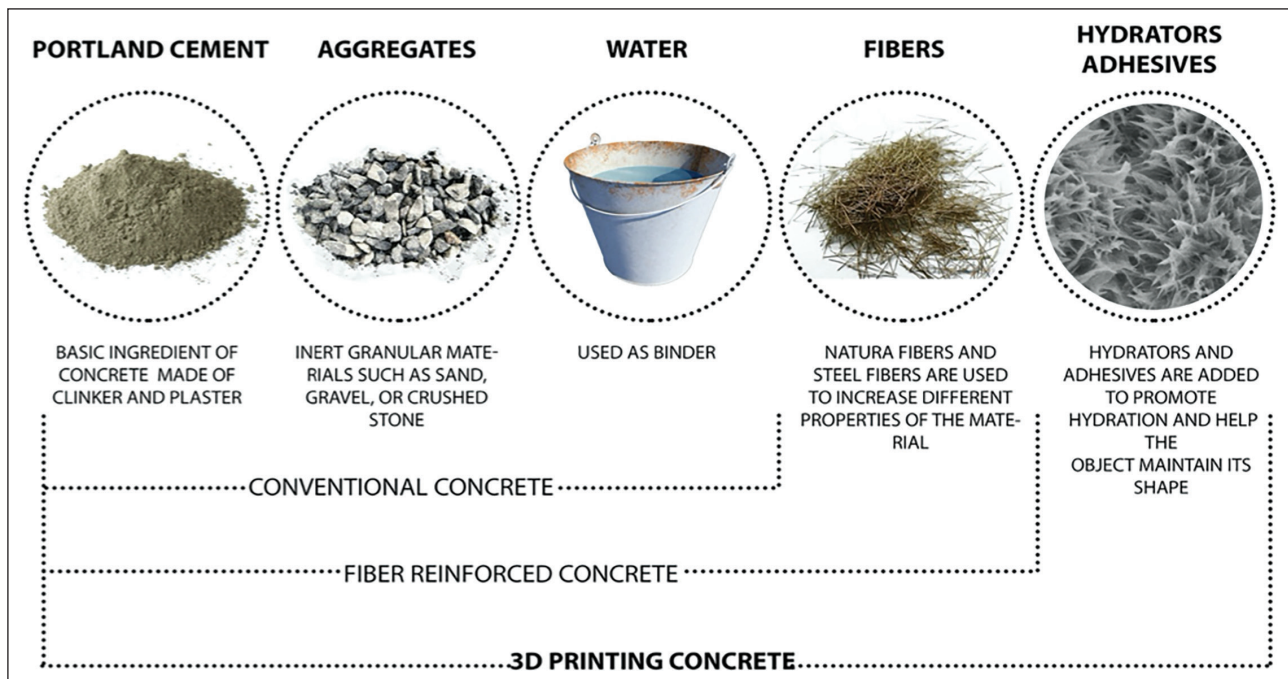 PORTLAND CEMENT
AGGREGATES
WATER
FIBERS
HYDRATORS
ADHESIVES
BASIC INGREDIENT OF
CONCRETE MADE OF
CLINKER AND PLASTER
INERT GRANULAR MATE-
RIALS SUCH AS SAND,
GRAVEL, OR CRUSHED
STONE
USED AS BINDER
NATURA FIBERS AND
STEEL FIBERS ARE USED
TO INCREASE DIFFERENT
PROPERTIES OF THE MATE-
RIAL
HYDRATORS AND
ADHESIVES ARE ADDED
TO PROMOTE
HYDRATION AND HELP
THE
OBJECT MAINTAIN ITS
SHAPE
CONVENTIONAL CONCRETE
FIBER REINFORCED CONCRETE
3D PRINTING CONCRETE